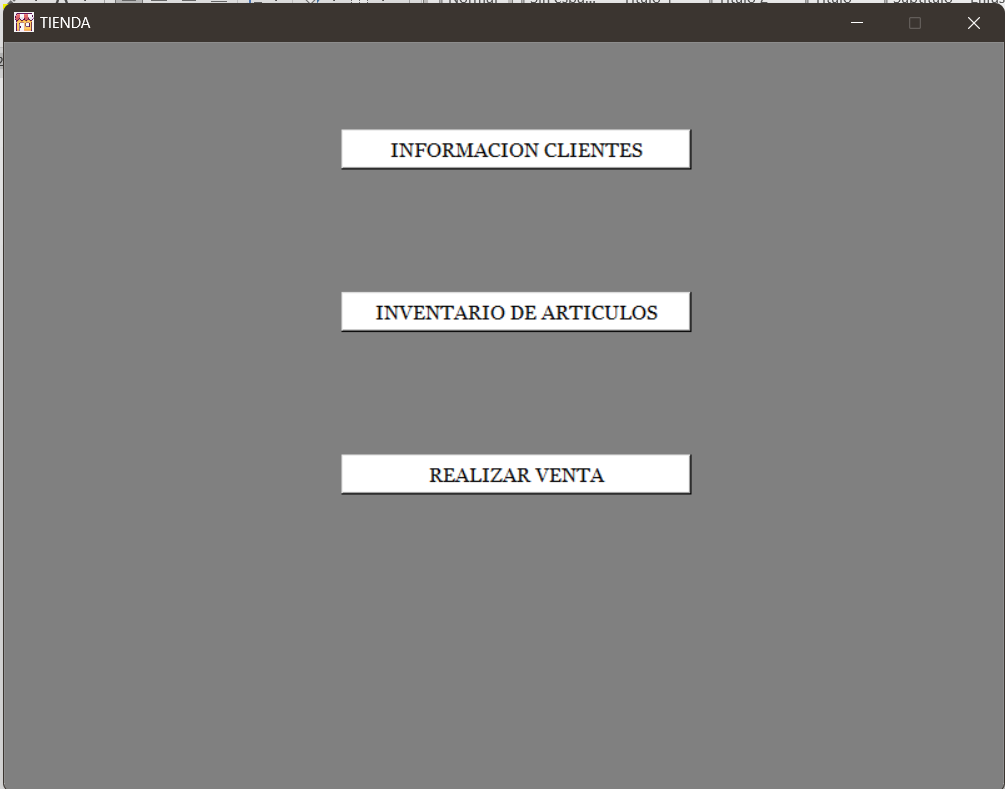 TIENDA
INFORMACION CLIENTES
INVENTARIO DE ARTICULOS
REALIZAR VENTA